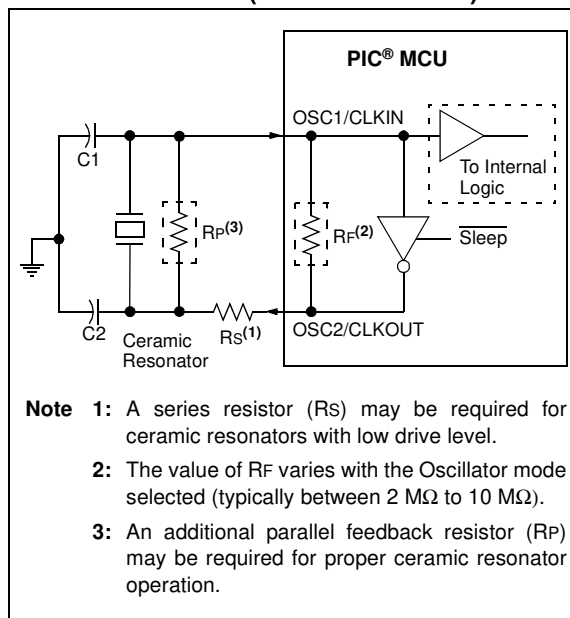 PIC® MCU
OSC1/CLKIN
C1
To Internal
Logic
RP(3)
RF(2)
Sleep
C2
Ceramic
Resonator
RS(1)
OSC2/CLKOUT
Note 1: A series resistor (RS) may be required for
ceramic resonators with low drive level.
2: The value of RF varies with the Oscillator mode
selected (typically between 2 MΩ to 10 MΩ).
3: An additional parallel feedback resistor (RP)
may be required for proper ceramic resonator
operation.